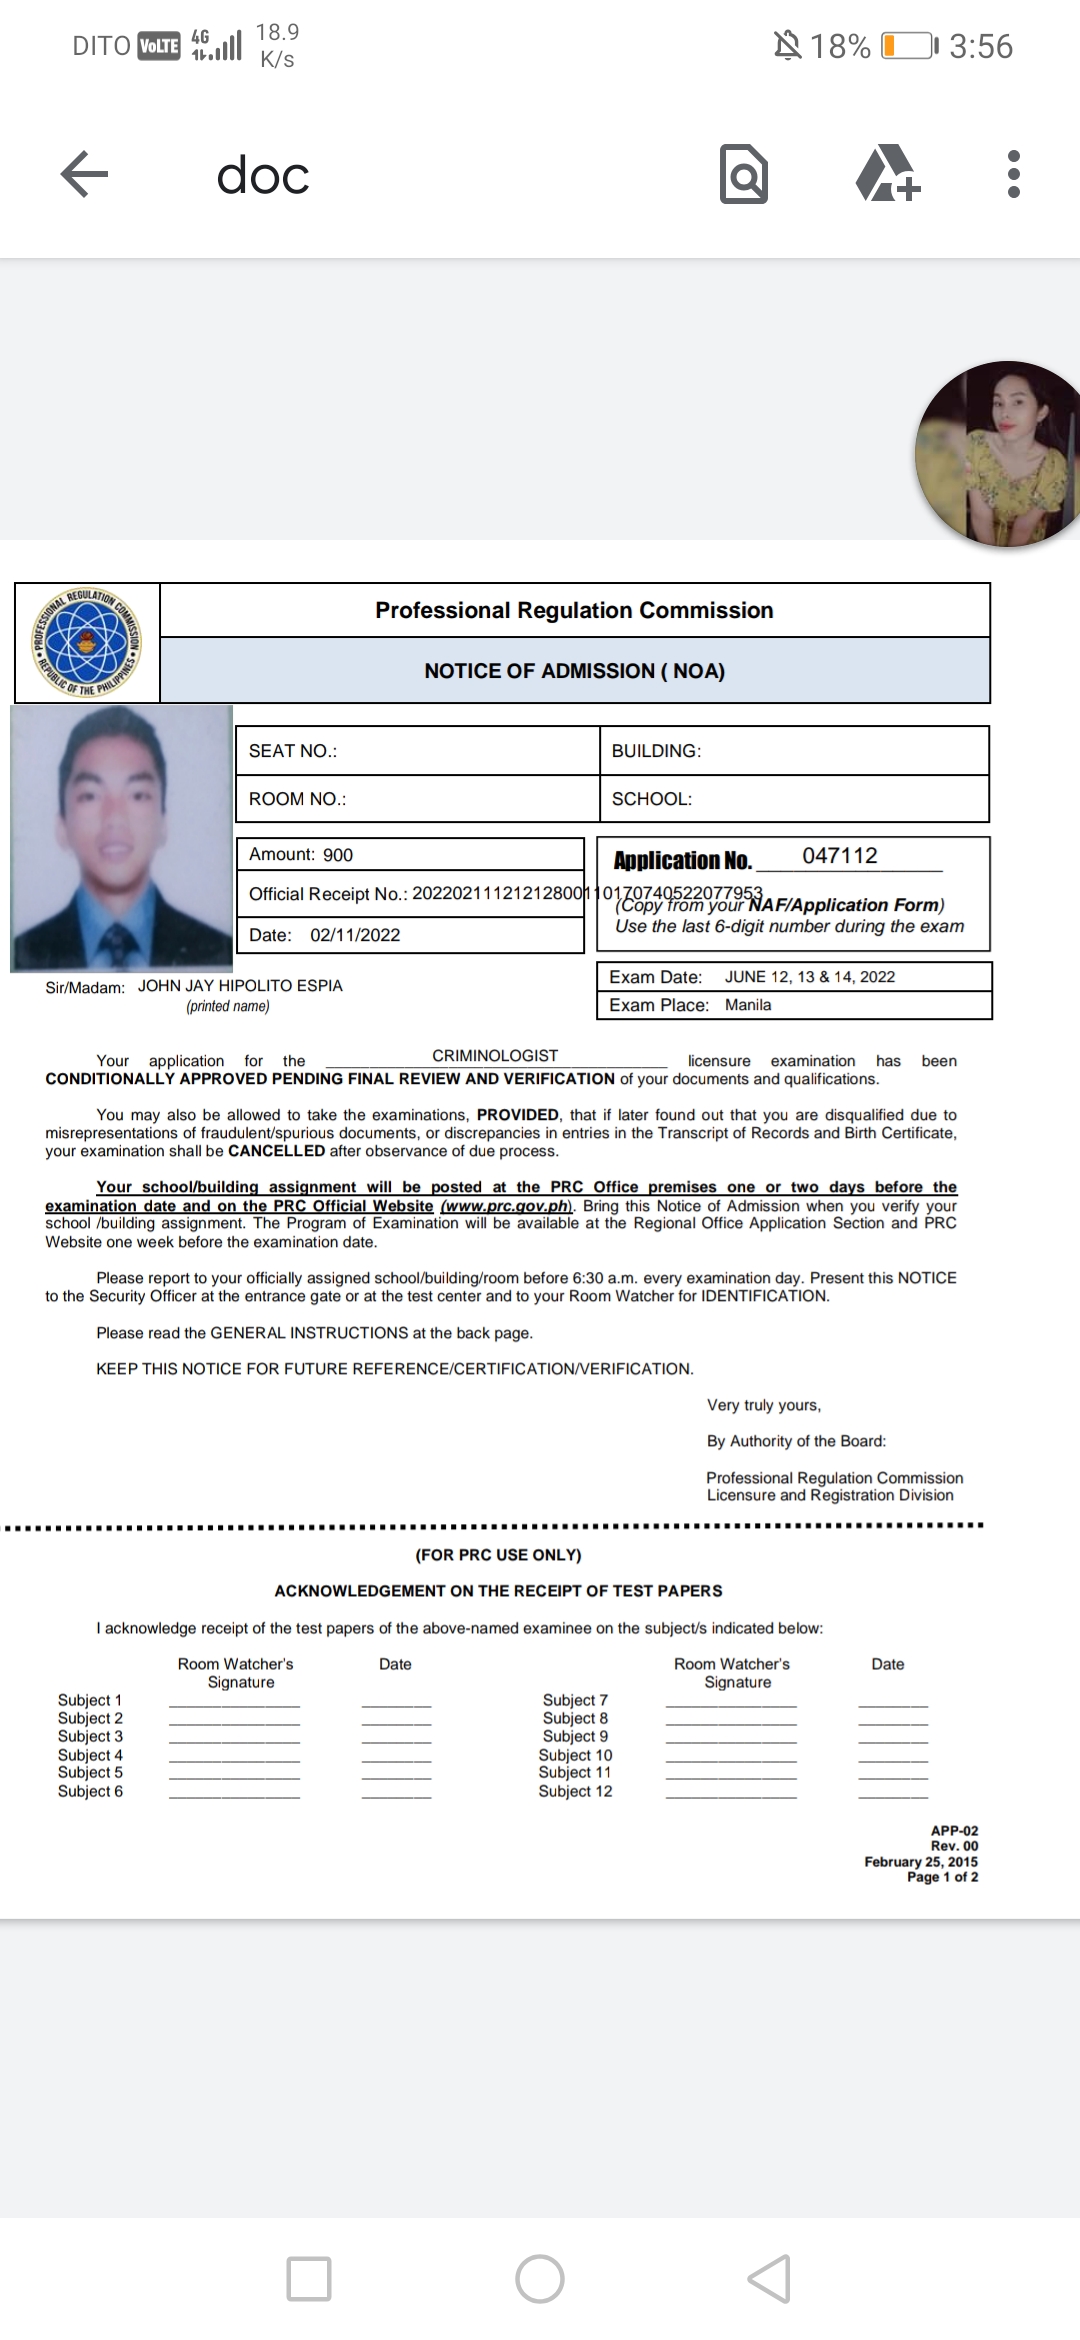 DITO VoLTE 4G 18.9 K/s 18% 3:56
doc
PROFESSIONAL REGULATION COMMISSION
REPUBLIC OF THE PHILIPPINES
Professional Regulation Commission
NOTICE OF ADMISSION ( NOA)
SEAT NO.: BUILDING:
ROOM NO.: SCHOOL:
Amount: 900
Application No. 047112
Official Receipt No.: 20220211121212800110170740522077953
(Copy from your NAF/Application Form)
Use the last 6-digit number during the exam
Date: 02/11/2022
Exam Date: JUNE 12, 13 & 14, 2022
Sir/Madam: JOHN JAY HIPOLITO ESPIA
(printed name)
Exam Place: Manila
Your application for the CRIMINOLOGIST licensure examination has been
CONDITIONALLY APPROVED PENDING FINAL REVIEW AND VERIFICATION of your documents and qualifications.
You may also be allowed to take the examinations, PROVIDED, that if later found out that you are disqualified due to
misrepresentations of fraudulent/spurious documents, or discrepancies in entries in the Transcript of Records and Birth Certificate,
your examination shall be CANCELLED after observance of due process.
Your school/building assignment will be posted at the PRC Office premises one or two days before the
examination date and on the PRC Official Website (www.prc.gov.ph). Bring this Notice of Admission when you verify your
school /building assignment. The Program of Examination will be available at the Regional Office Application Section and PRC
Website one week before the examination date.
Please report to your officially assigned school/building/room before 6:30 a.m. every examination day. Present this NOTICE
to the Security Officer at the entrance gate or at the test center and to your Room Watcher for IDENTIFICATION.
Please read the GENERAL INSTRUCTIONS at the back page.
KEEP THIS NOTICE FOR FUTURE REFERENCE/CERTIFICATION/VERIFICATION.
Very truly yours,
By Authority of the Board:
Professional Regulation Commission
Licensure and Registration Division
(FOR PRC USE ONLY)
ACKNOWLEDGEMENT ON THE RECEIPT OF TEST PAPERS
I acknowledge receipt of the test papers of the above-named examinee on the subject/s indicated below:
Room Watcher's Date Room Watcher's Date
Signature Signature
Subject 1 Subject 7
Subject 2 Subject 8
Subject 3 Subject 9
Subject 4 Subject 10
Subject 5 Subject 11
Subject 6 Subject 12
APP-02
Rev. 00
February 25, 2015
Page 1 of 2